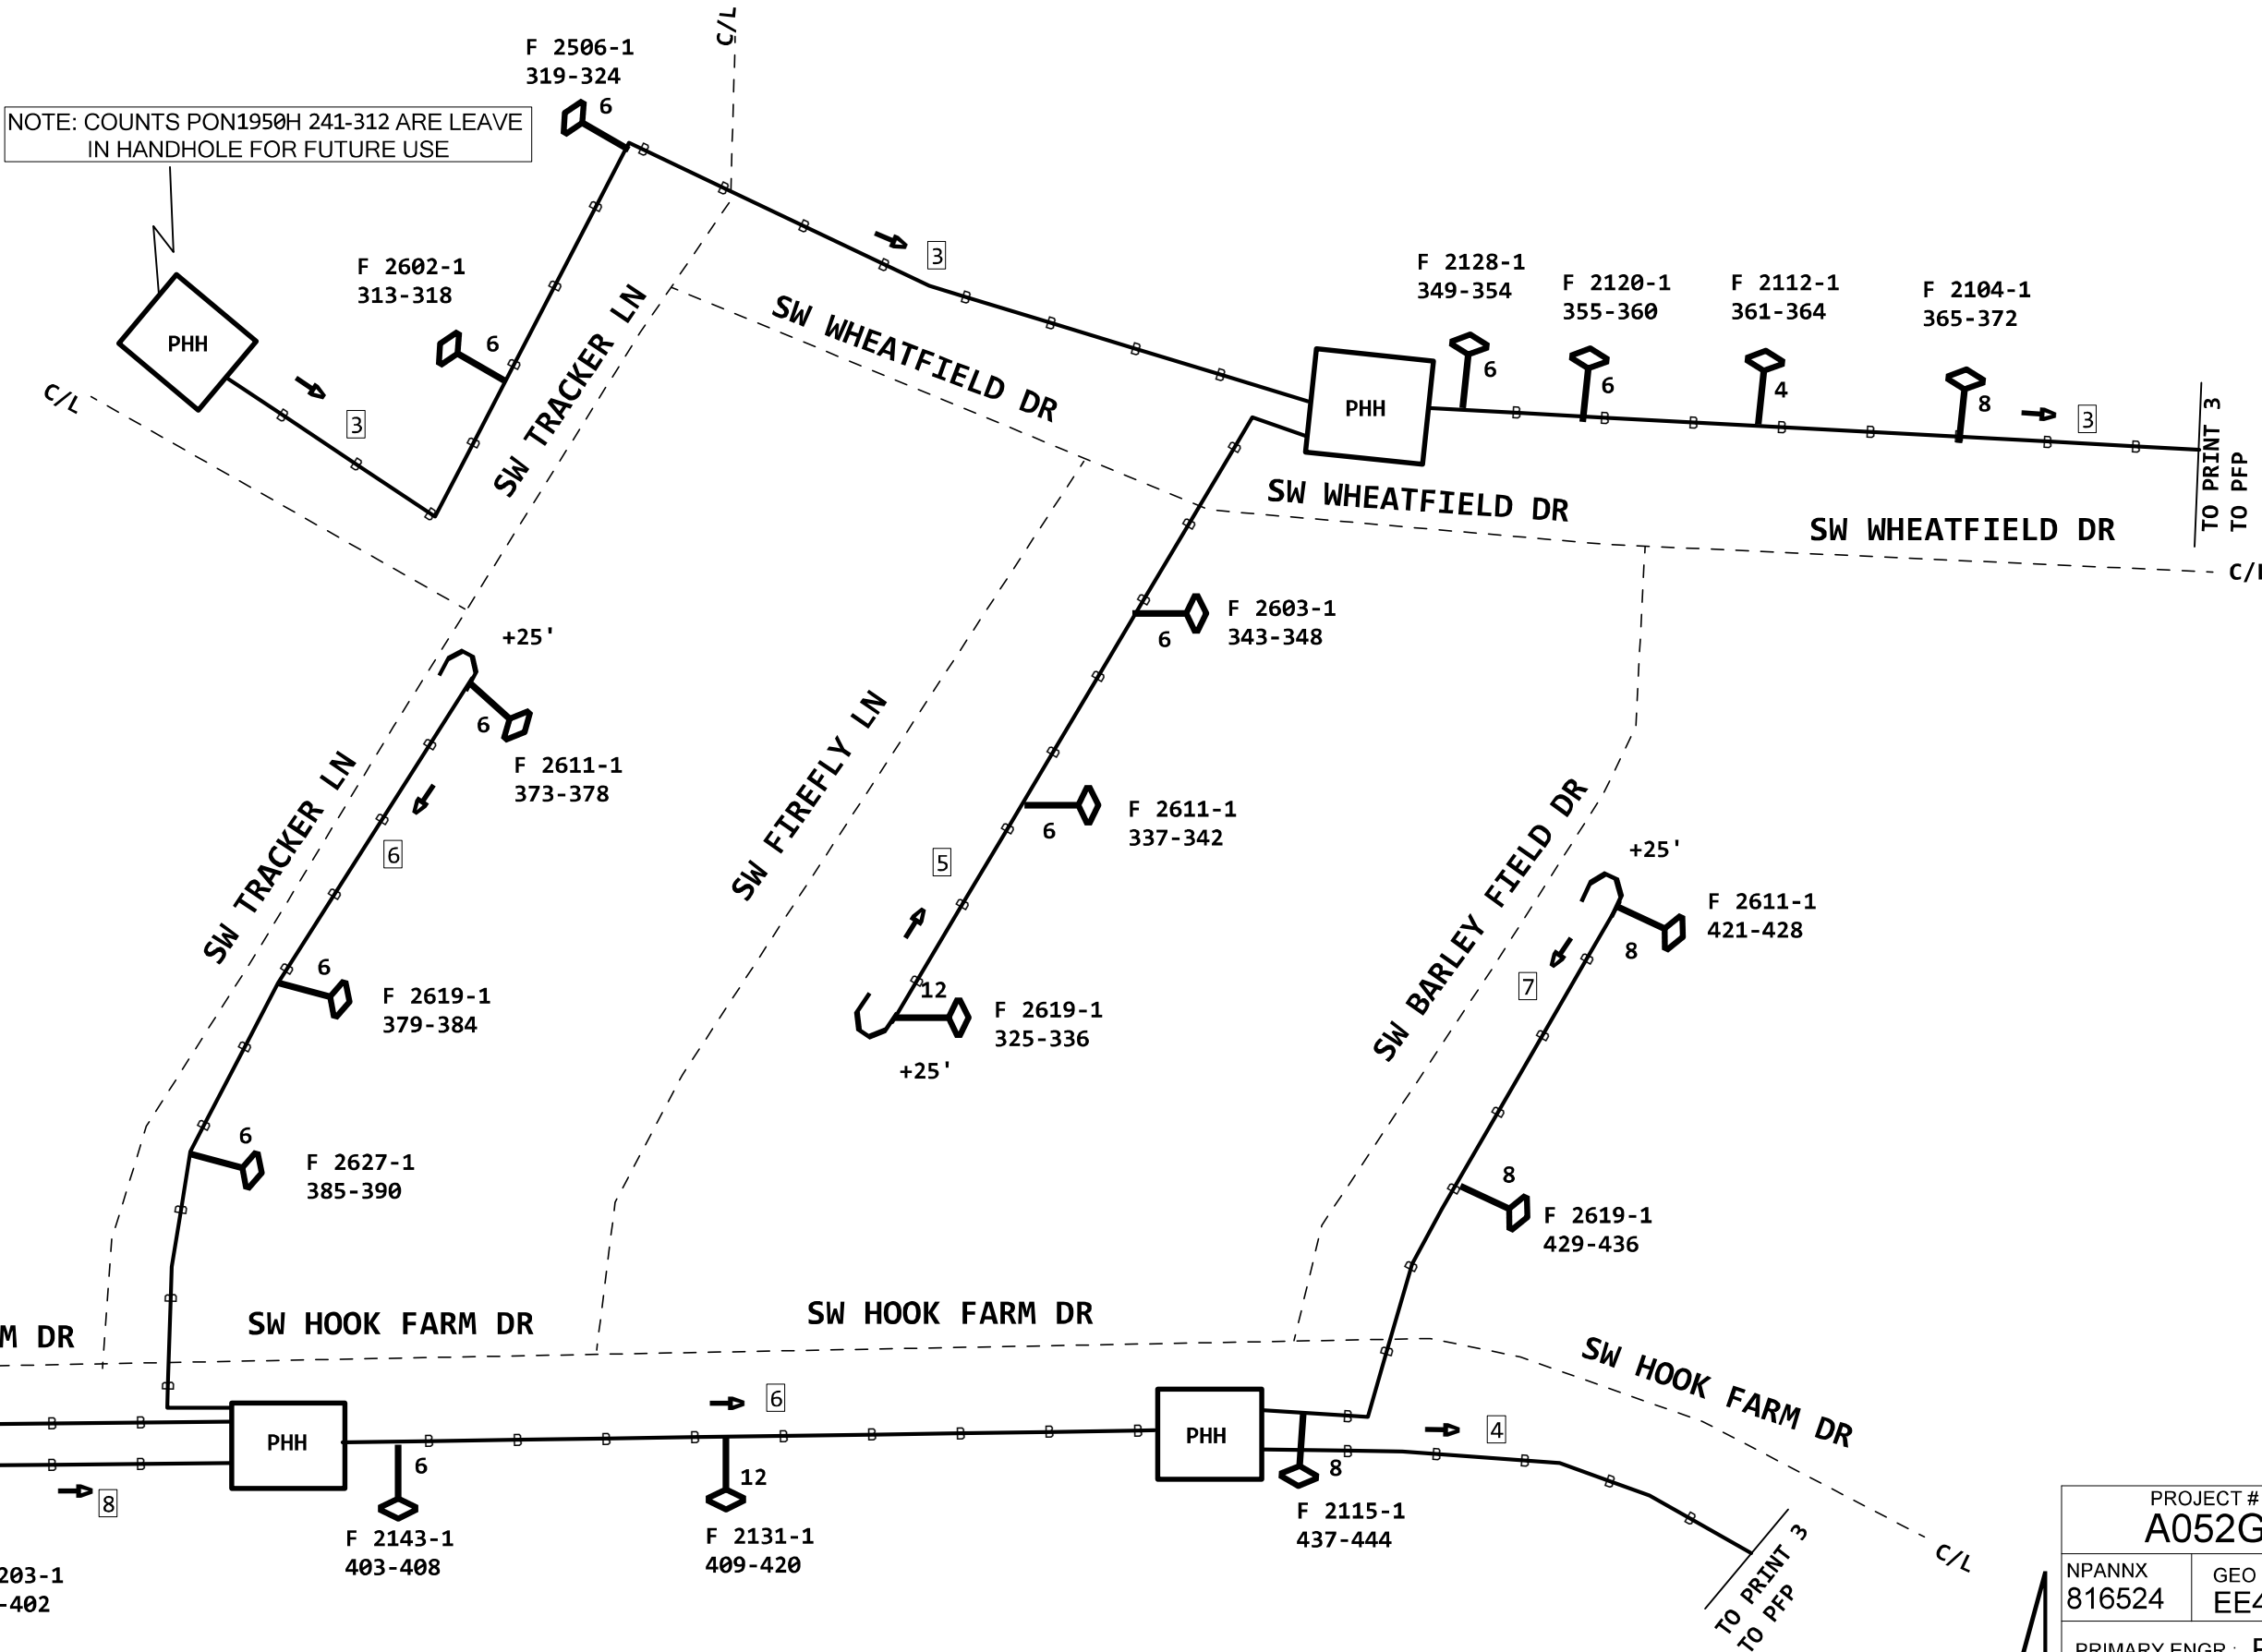 C/L
F 2506-1
319-324
6
NOTE: COUNTS PON1950H 241-312 ARE LEAVE
IN HANDHOLE FOR FUTURE USE
F 2602-1
313-318
6
PHH
3
C/L
SW TRACKER LN
3
SW WHEATFIELD DR
F 2128-1
349-354
6
F 2120-1
355-360
6
F 2112-1
361-364
4
F 2104-1
365-372
8
PHH
3
TO PRINT 3
TO PFP
SW WHEATFIELD DR
SW WHEATFIELD DR
C/L
+25'
6
F 2611-1
373-378
F 2603-1
343-348
6
SW TRACKER LN
6
SW FIREFLY LN
5
F 2611-1
337-342
6
SW BARLEY FIELD DR
+25'
F 2611-1
421-428
8
7
6
F 2619-1
379-384
12
F 2619-1
325-336
+25'
6
F 2627-1
385-390
8
F 2619-1
429-436
M DR
SW HOOK FARM DR
SW HOOK FARM DR
SW HOOK FARM DR
6
PHH
PHH
4
8
6
12
8
F 2143-1
403-408
F 2131-1
409-420
F 2115-1
437-444
203-1
-402
TO PRINT 3
TO PFP
C/L
PROJECT #
A052G
NPANNX
816524
GEO
EE4
PRIMARY ENGR.:
B B B B B B B B B B B B B B B B B B B B B B B B B B B B B B B B B B B B B B B B B B B B B B B B B B B B B B B B B B B B B B B B B B B B B B